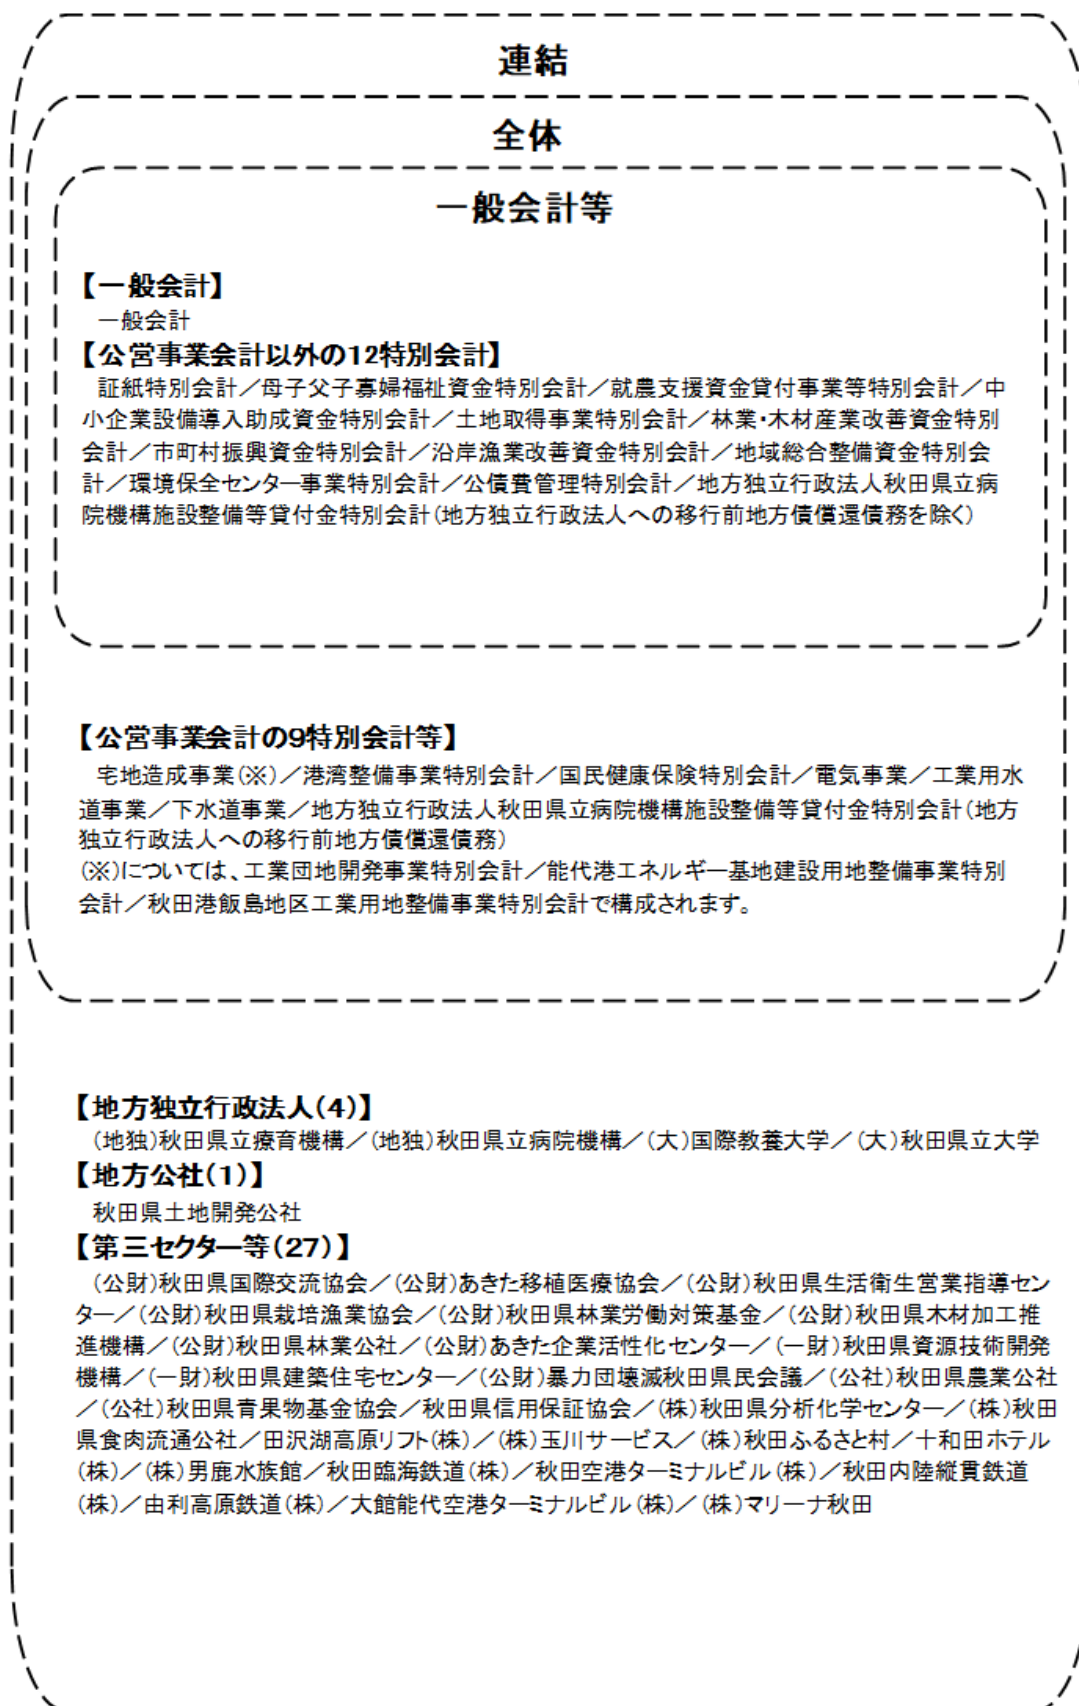 連結
全体
一般会計等
【一般会計】
一般会計
【公営事業会計以外の12特別会計】
証紙特別会計／母子父子寡婦福祉資金特別会計／就農支援資金貸付事業等特別会計／中
小企業設備導入助成資金特別会計／土地取得事業特別会計／林業・木材産業改善資金特別
会計／市町村振興資金特別会計／沿岸漁業改善資金特別会計／地域総合整備資金特別会
計／環境保全センター事業特別会計／公債費管理特別会計／地方独立行政法人秋田県立病
院機構施設整備等貸付金特別会計（地方独立行政法人への移行前地方債償還債務を除く）
【公営事業会計の9特別会計等】
宅地造成事業（※）／港湾整備事業特別会計／国民健康保険特別会計／電気事業／工業用水
道事業／下水道事業／地方独立行政法人秋田県立病院機構施設整備等貸付金特別会計（地方
独立行政法人への移行前地方債償還債務）
（※）については、工業団地開発事業特別会計／能代港エネルギー基地建設用地整備事業特別
会計／秋田港飯島地区工業用地整備事業特別会計で構成されます。
【地方独立行政法人（4）】
（地独）秋田県立療育機構／（地独）秋田県立病院機構／（大）国際教養大学／（大）秋田県立大学
【地方公社（1）】
秋田県土地開発公社
【第三セクター等（27）】
（公財）秋田県国際交流協会／（公財）あきた移植医療協会／（公財）秋田県生活衛生営業指導セン
ター／（公財）秋田県栽培漁業協会／（公財）秋田県林業労働対策基金／（公財）秋田県木材加工推
進機構／（公財）秋田県林業公社／（公財）あきた企業活性化センター／（一財）秋田県資源技術開発
機構／（一財）秋田県建築住宅センター／（公財）暴力団壊滅秋田県民会議／（公社）秋田県農業公社
／（公社）秋田県青果物基金協会／秋田県信用保証協会／（株）秋田県分析化学センター／（株）秋田
県食肉流通公社／田沢湖高原リフト（株）／（株）玉川サービス／（株）秋田ふるさと村／十和田ホテル
（株）／（株）男鹿水族館／秋田臨海鉄道（株）／秋田空港ターミナルビル（株）／秋田内陸縦貫鉄道
（株）／由利高原鉄道（株）／大館能代空港ターミナルビル（株）／（株）マリーナ秋田